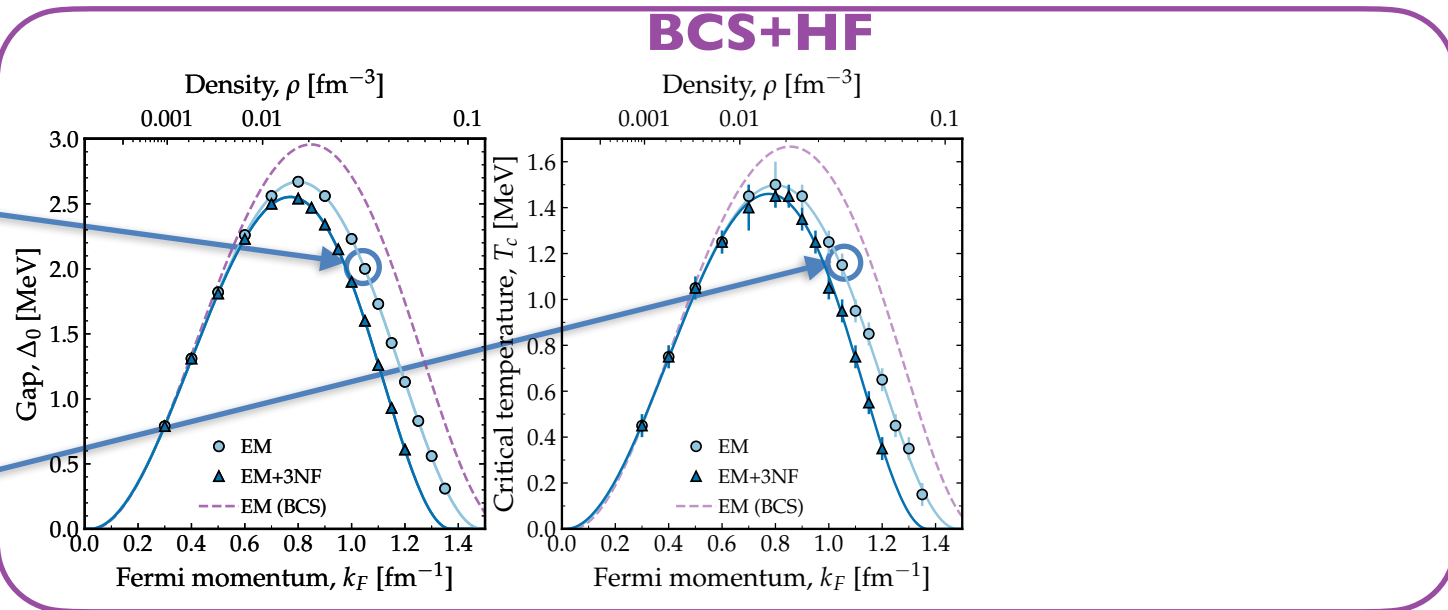 BCS+HF
Density, ρ [fm⁻³]
0.001 0.01 0.1
3.0
2.5
2.0
1.5
1.0
0.5
0.0
Gap, Δ₀ [MeV]
EM
EM+3NF
EM (BCS)
0.0 0.2 0.4 0.6 0.8 1.0 1.2 1.4
Fermi momentum, k_F [fm⁻¹]
Density, ρ [fm⁻³]
0.001 0.01 0.1
1.6
1.4
1.2
1.0
0.8
0.6
0.4
0.2
0.0
Critical temperature, T_c [MeV]
EM
EM+3NF
EM (BCS)
0.0 0.2 0.4 0.6 0.8 1.0 1.2 1.4
Fermi momentum, k_F [fm⁻¹]